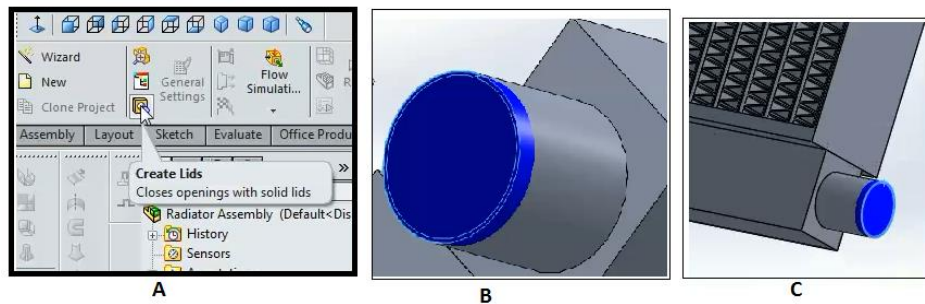 Wizard
New
Clone Project
General
Settings
Flow
Simulati...
Assembly
Layout
Sketch
Evaluate
Office Produ
Create Lids
Closes openings with solid lids
Radiator Assembly (Default<Dis
History
Sensors
A
B
C